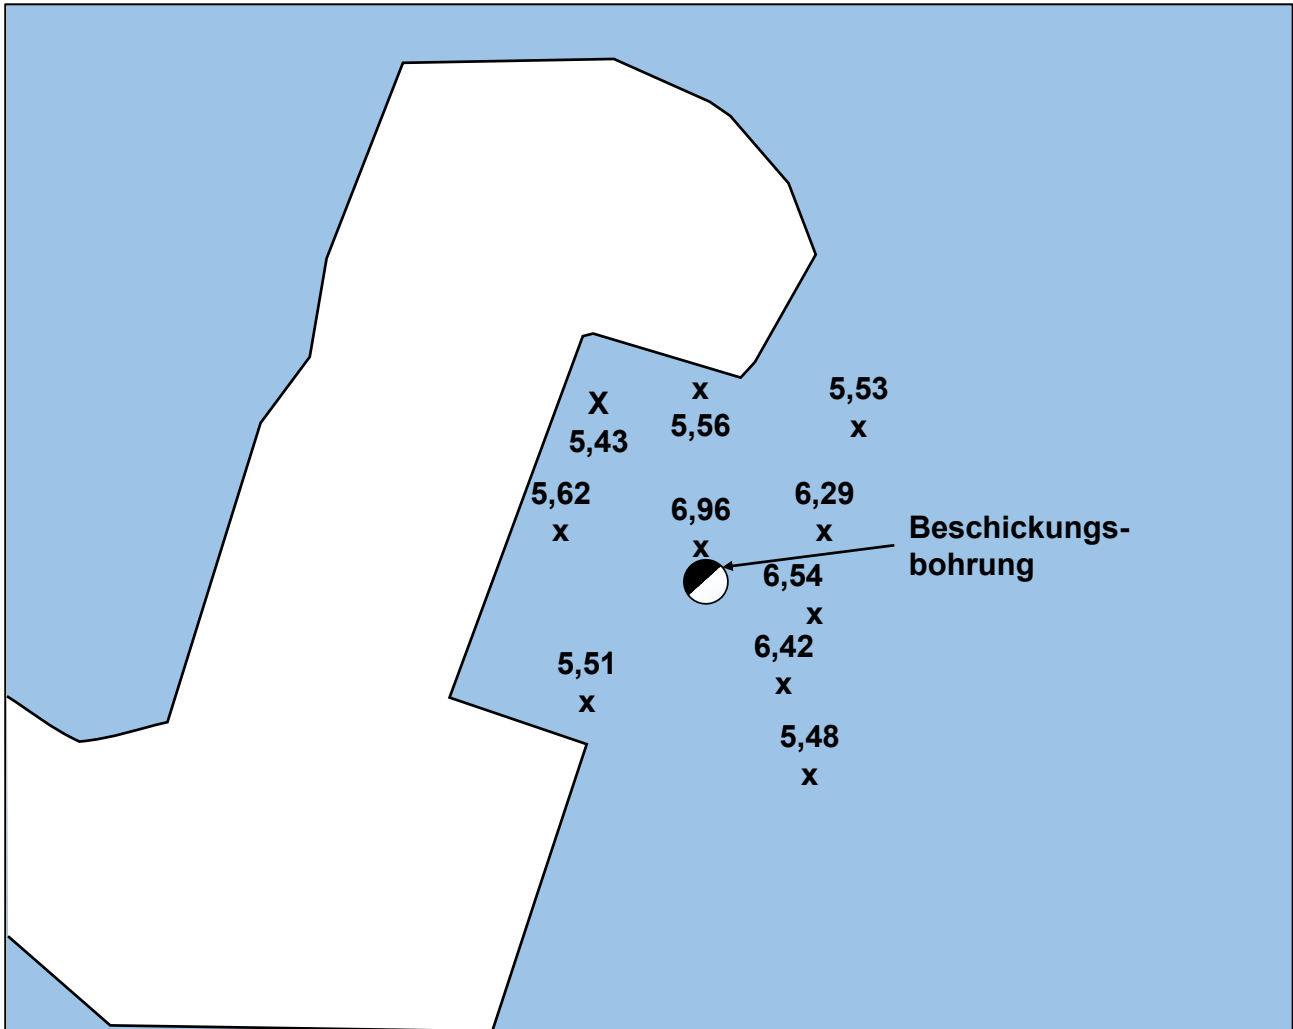 5,53
x
x
5,56
X
5,43
5,62
x
6,96
x
6,29
x
Beschickungs-
bohrung
6,54
x
6,42
x
5,51
x
5,48
x